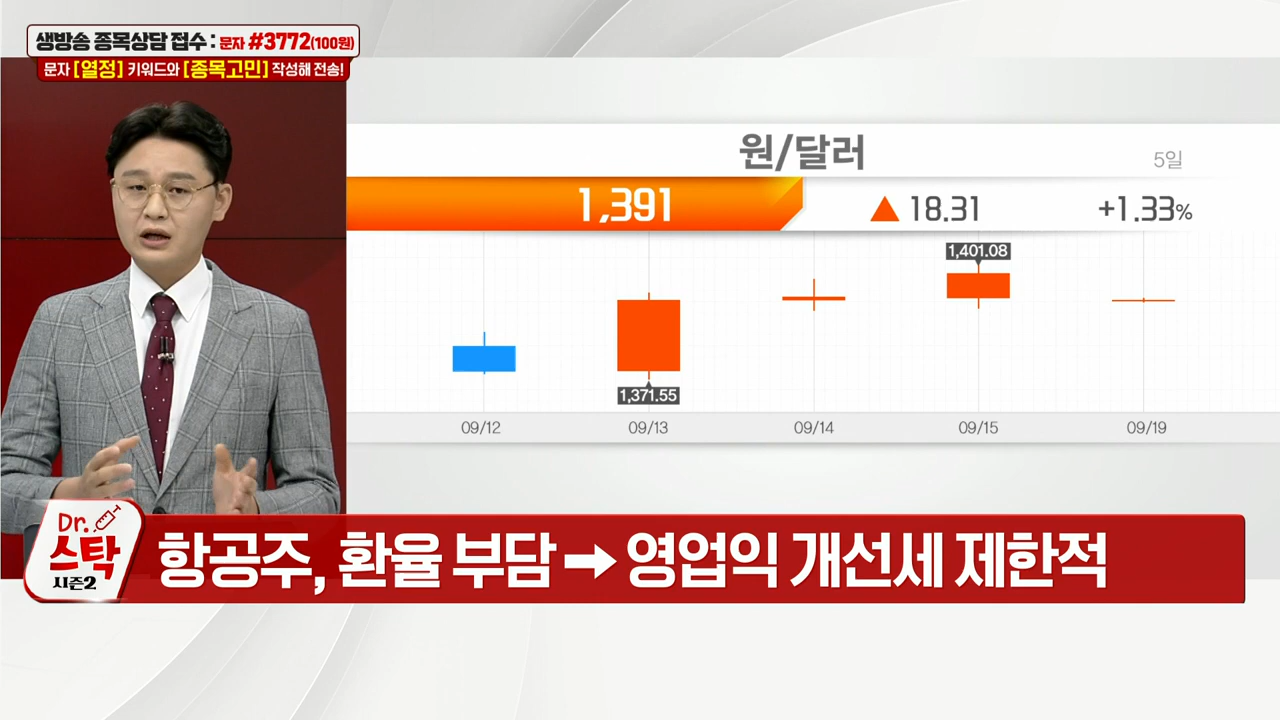 생방송 종목상담 접수 : 문자 #3772(100원)
문자 [열정] 키워드와 [종목고민] 작성해 전송!
원/달러
5일
1,391 ▲ 18.31 +1.33%
1,401.08
1,371.55
09/12 09/13 09/14 09/15 09/19
Dr.
스탁
시즌2
항공주, 환율 부담 ➡ 영업익 개선세 제한적